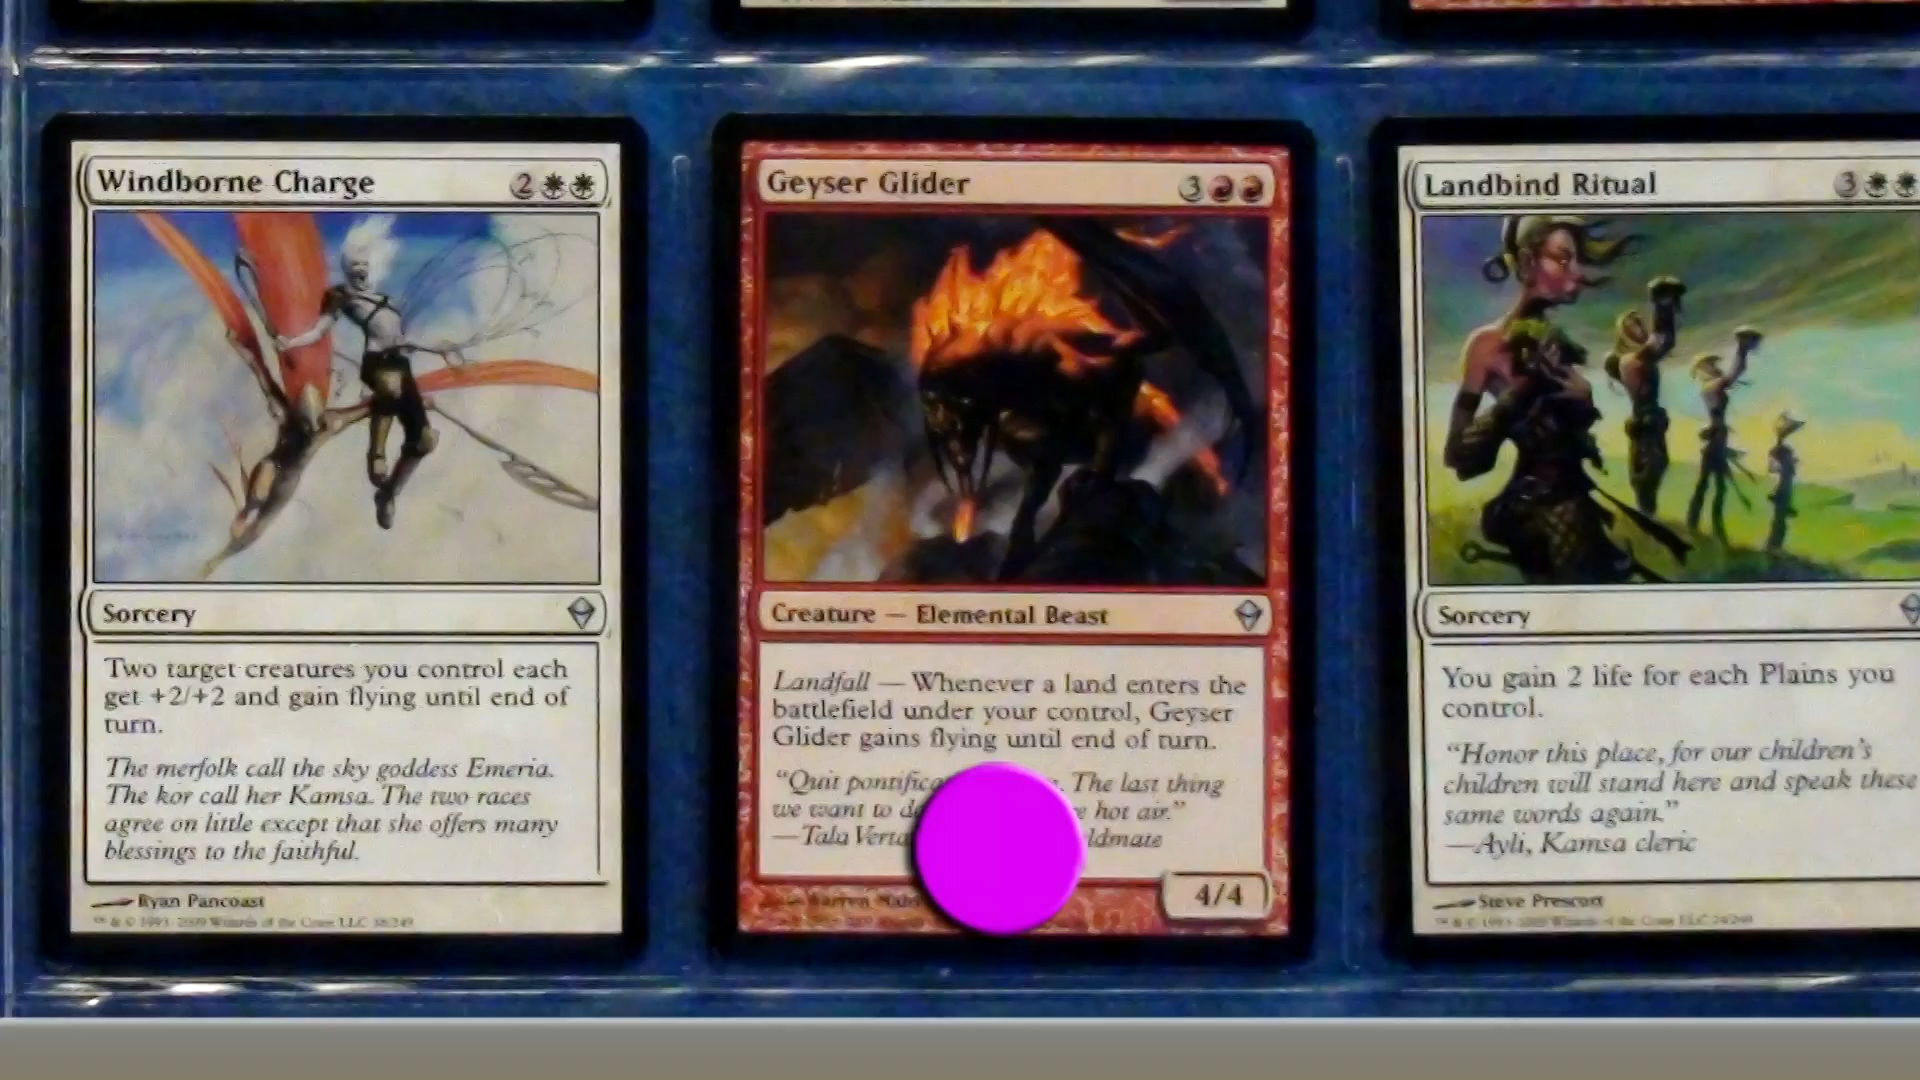 Windborne Charge
2
Sorcery
Two target creatures you control each
get +2/+2 and gain flying until end of
turn.
The merfolk call the sky goddess Emeria.
The kor call her Kamsa. The two races
agree on little except that she offers many
blessings to the faithful.
Ryan Pancoast
Geyser Glider
3
Creature — Elemental Beast
Landfall — Whenever a land enters the
battlefield under your control, Geyser
Glider gains flying until end of turn.
"Quit The last thing
we want to hot air."
—Tala
4/4
Landbind Ritual
3
Sorcery
You gain 2 life for each Plains you
control.
"Honor this place, for our children's
children will stand here and speak these
same words again."
—Ayli, Kamsa cleric
Steve Prescott